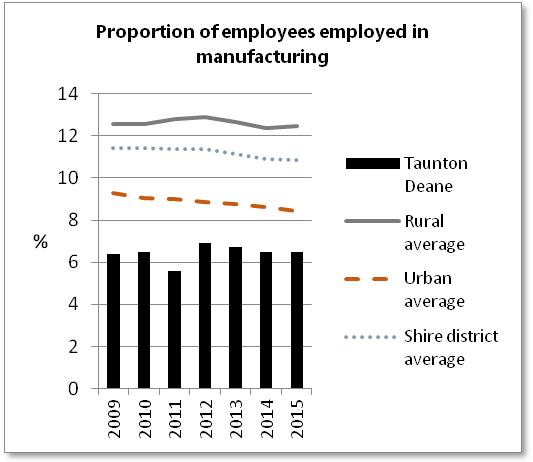 Proportion of employees employed in
manufacturing
14
12
10
8
6
4
2
0
%
2009
2010
2011
2012
2013
2014
2015
Taunton
Deane
Rural
average
Urban
average
Shire district
average